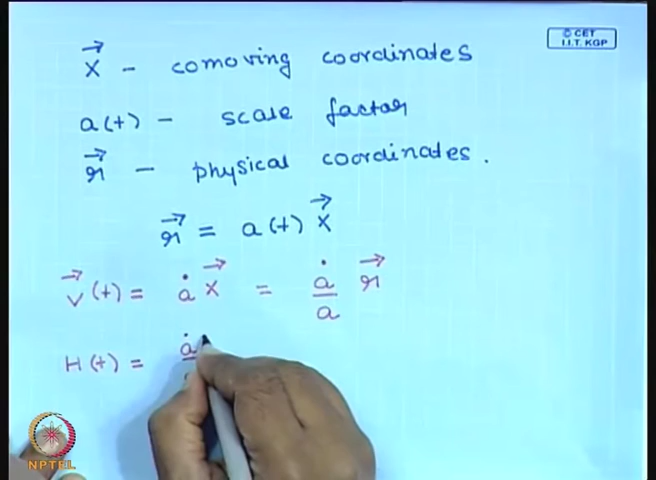 © CET
I.I.T. KGP
x⃗ - comoving coordinates
a(t) - scale factor
r⃗ - physical coordinates.
r⃗ = a(t) x⃗
v⃗(t) = ȧ x⃗ = ȧ/a r⃗
H(t) = ȧ
NPTEL